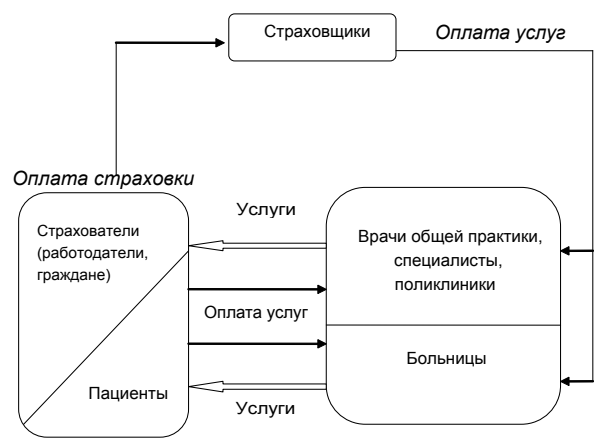 Страховщики
Оплата услуг
Оплата страховки
Страхователи
(работодатели,
граждане)
Пациенты
Услуги
Оплата услуг
Услуги
Врачи общей практики,
специалисты,
поликлиники
Больницы